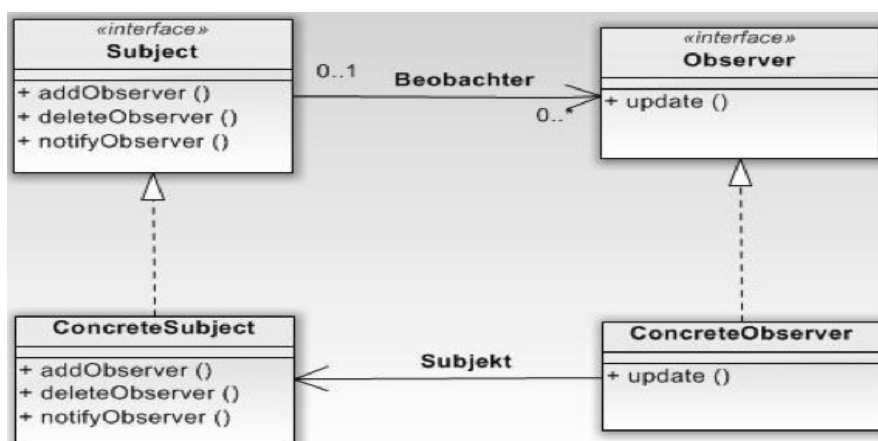 «interface»
Subject
+ addObserver ()
+ deleteObserver ()
+ notifyObserver ()
0..1
Beobachter
0..*
«interface»
Observer
+ update ()
ConcreteSubject
+ addObserver ()
+ deleteObserver ()
+ notifyObserver ()
Subjekt
ConcreteObserver
+ update ()